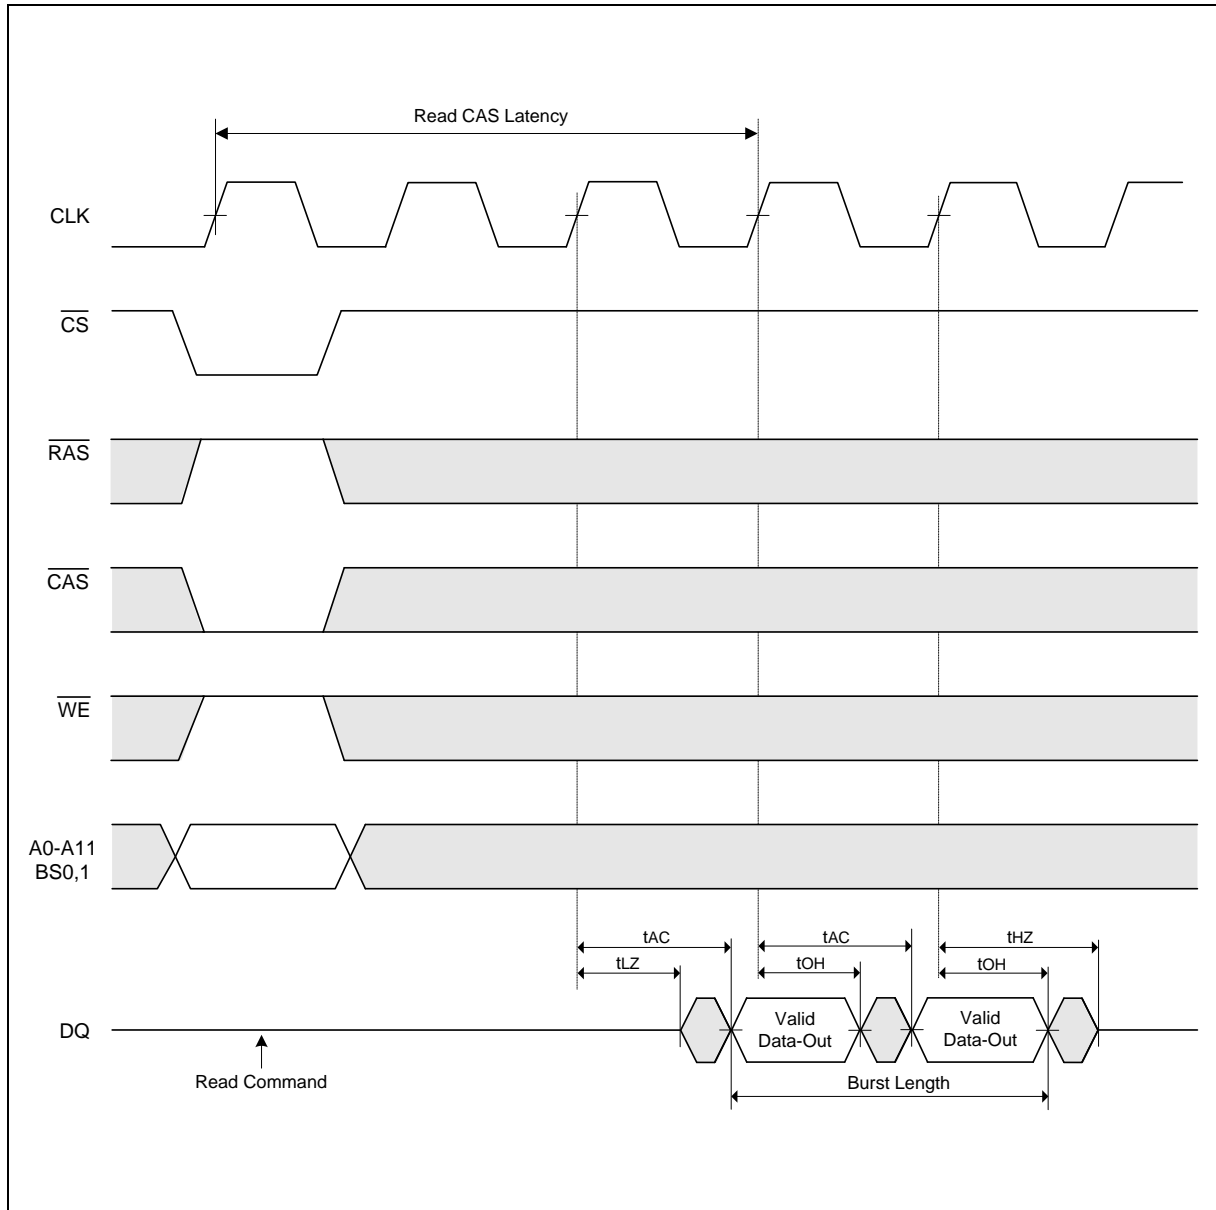 Read CAS Latency
CLK
CS
RAS
CAS
WE
A0-A11
BS0,1
tAC
tAC
tHZ
tLZ
tOH
tOH
DQ
Valid
Data-Out
Valid
Data-Out
Read Command
Burst Length